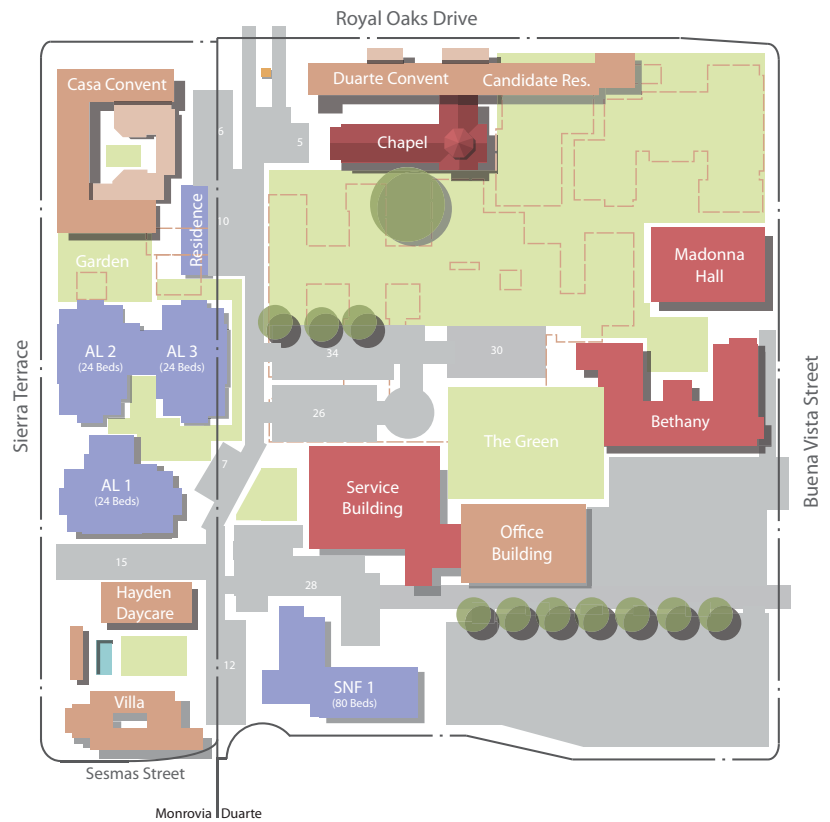 Royal Oaks Drive
Casa Convent
Duarte Convent
Candidate Res.
6
5
Chapel
10
Residence
Garden
Madonna
Hall
AL 2
(24 Beds)
AL 3
(24 Beds)
34
30
Sierra Terrace
Buena Vista Street
26
The Green
Bethany
7
AL 1
(24 Beds)
Service
Building
Office
Building
15
28
Hayden
Daycare
12
SNF 1
(80 Beds)
Villa
Sesmas Street
Monrovia
Duarte